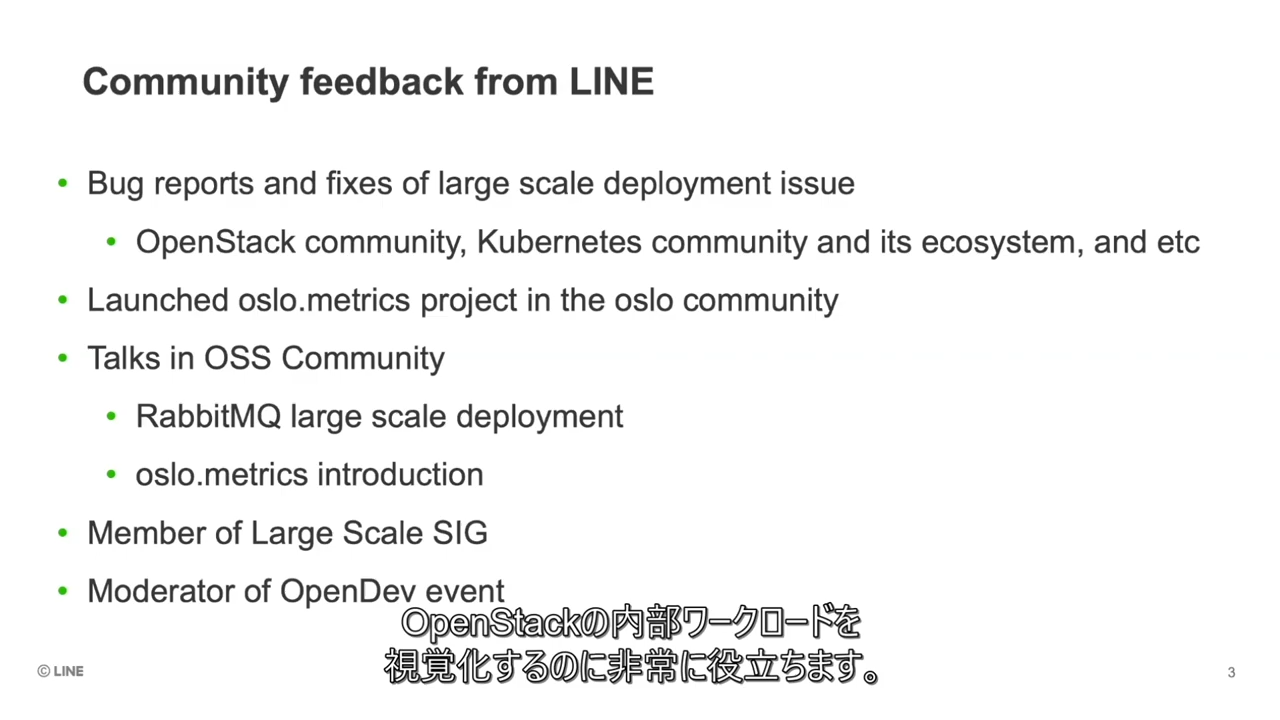 Community feedback from LINE
• Bug reports and fixes of large scale deployment issue
• OpenStack community, Kubernetes community and its ecosystem, and etc
• Launched oslo.metrics project in the oslo community
• Talks in OSS Community
• RabbitMQ large scale deployment
• oslo.metrics introduction
• Member of Large Scale SIG
• Moderator of OpenDev event
OpenStackの内部ワークロードを
視覚化するのに非常に役立ちます。
© LINE
3